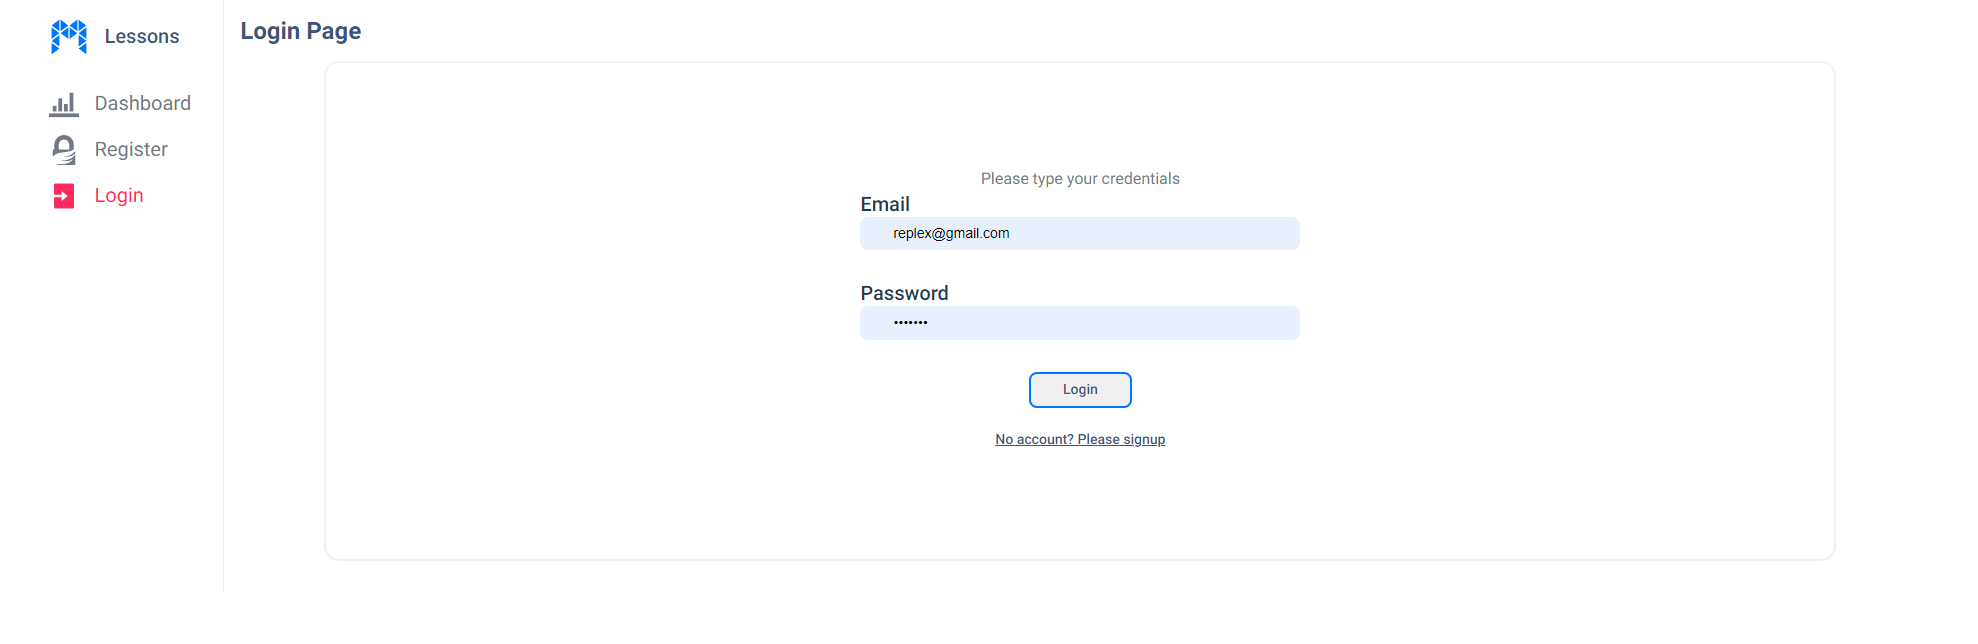 Lessons
Dashboard
Register
Login
Login Page
Please type your credentials
Email
replex@gmail.com
Password
•••••••
Login
No account? Please signup